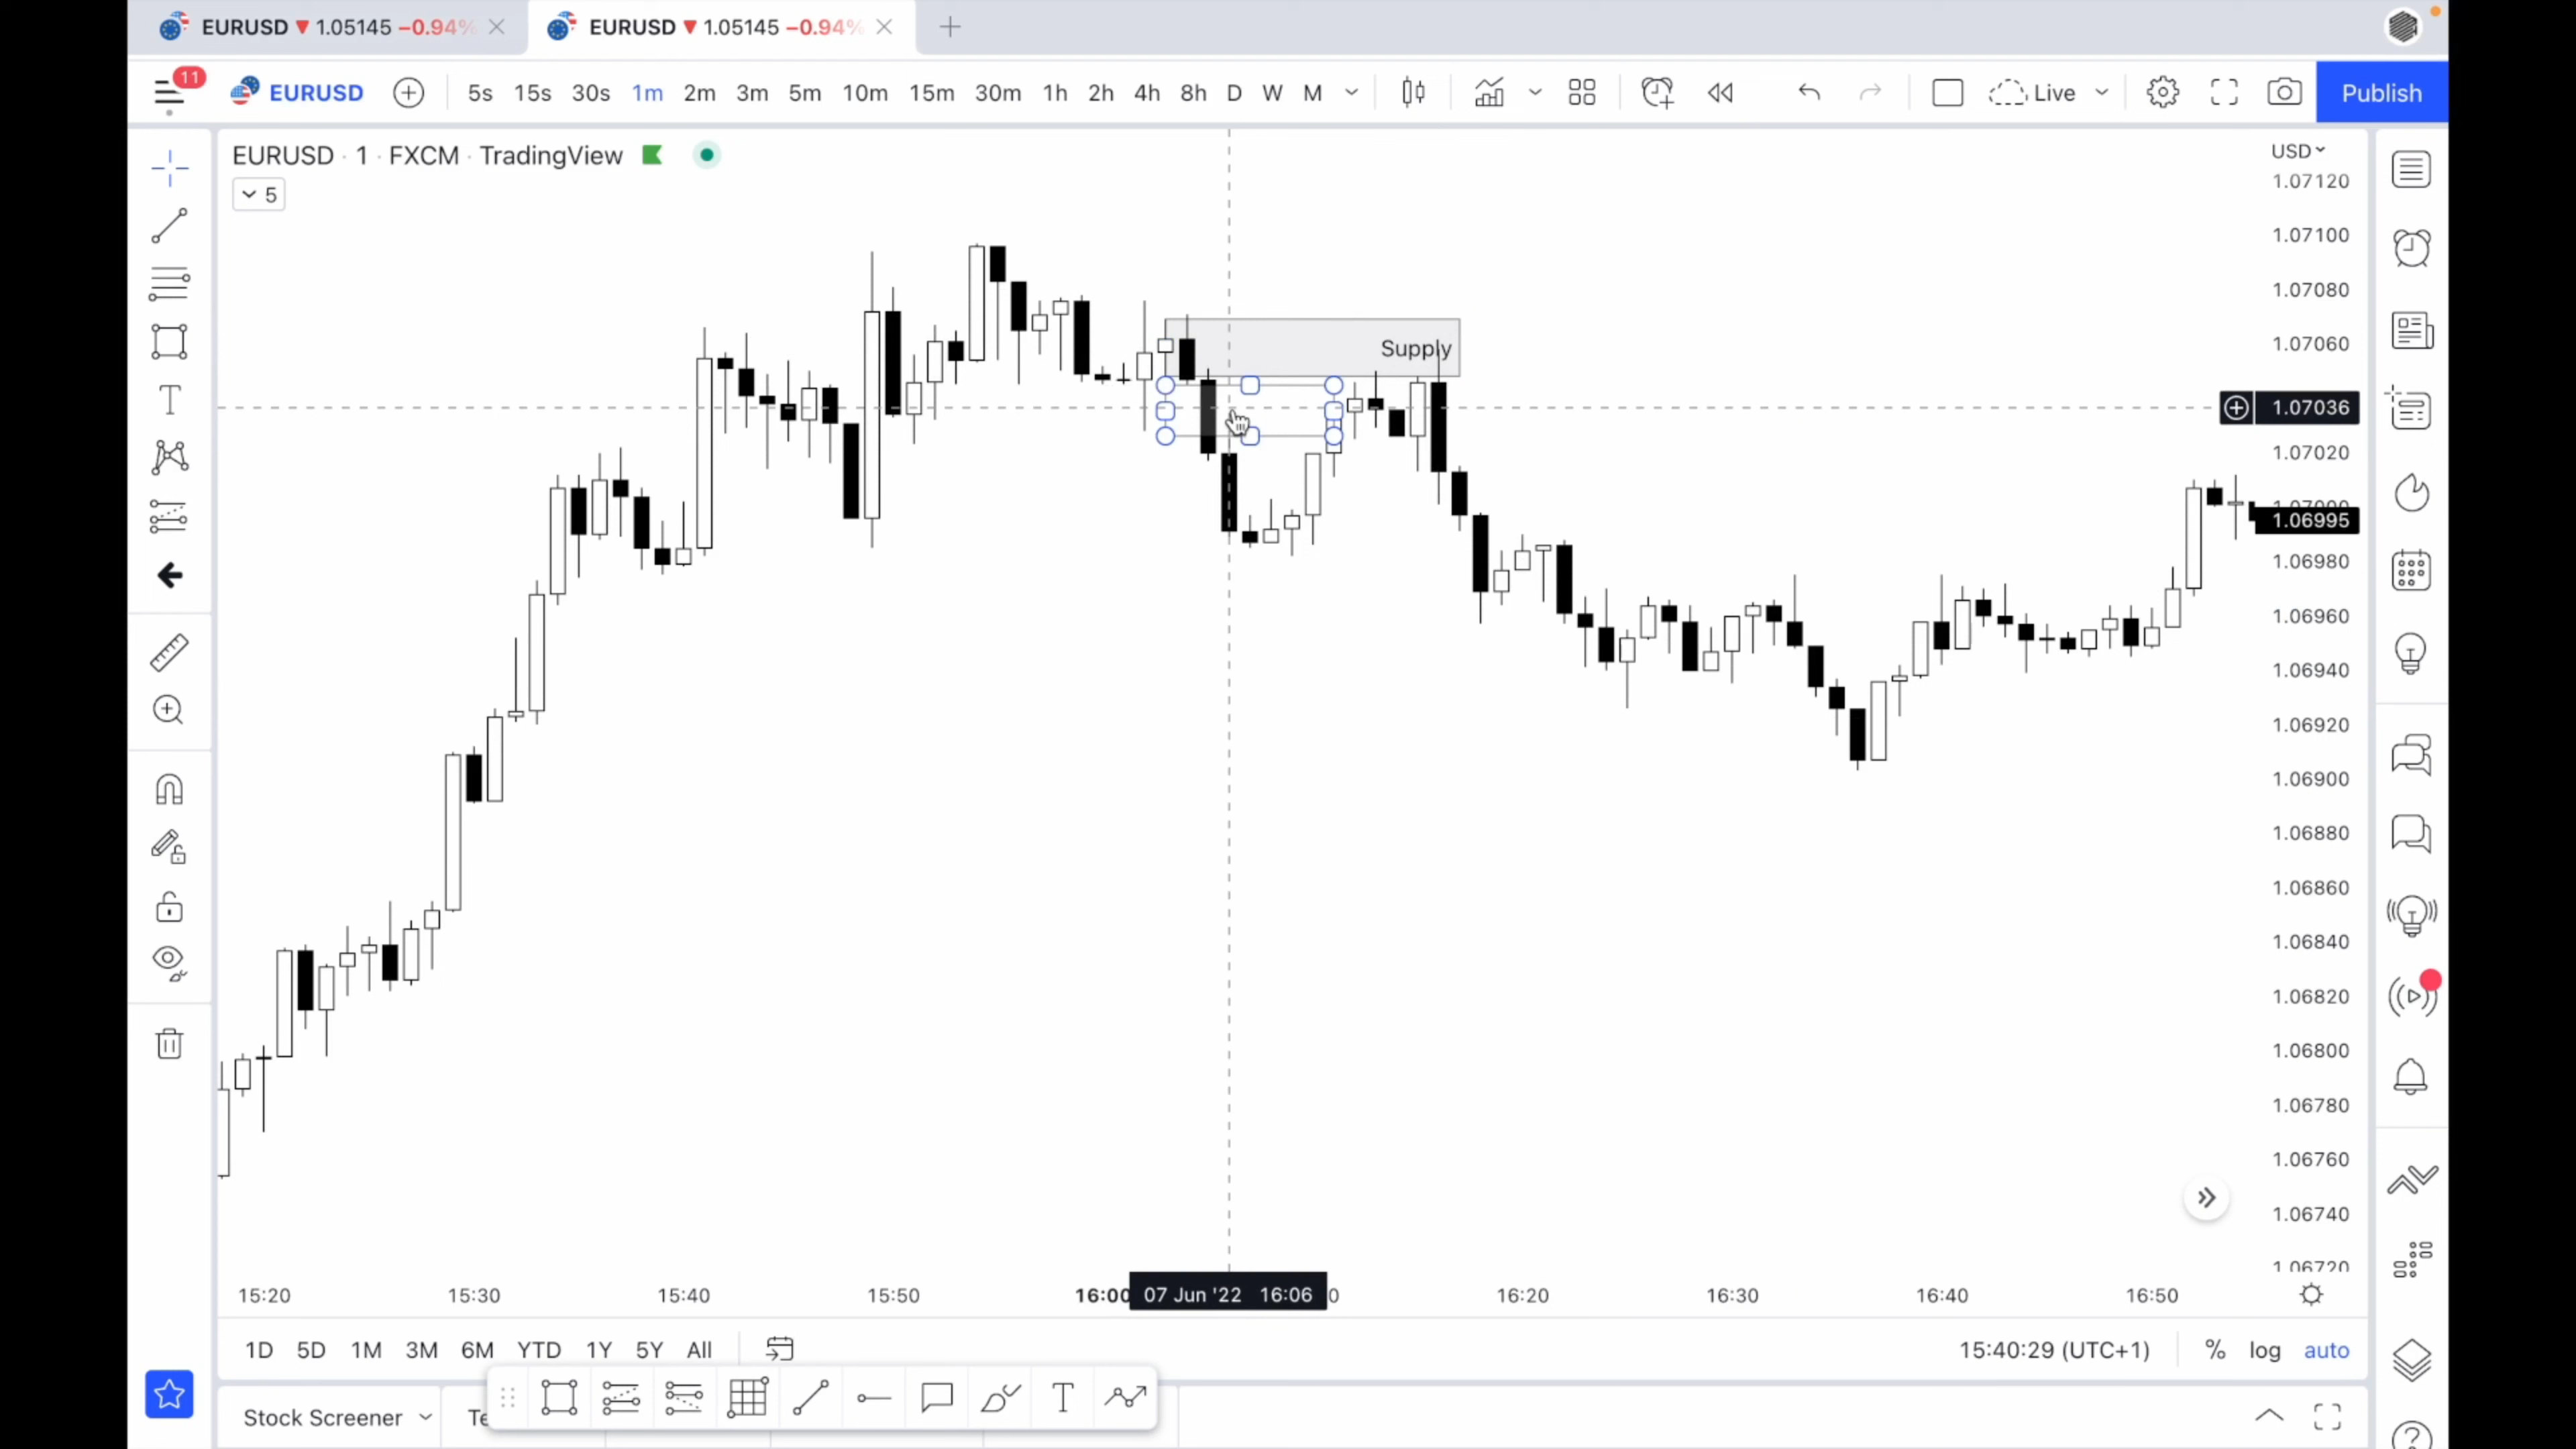 EURUSD ▼ 1.05145 −0.94%
EURUSD ▼ 1.05145 −0.94%
11
EURUSD
5s 15s 30s 1m 2m 3m 5m 10m 15m 30m 1h 2h 4h 8h D W M
Live
Publish
EURUSD · 1 · FXCM · TradingView
5
USD
1.07120
1.07100
1.07080
1.07060
Supply
1.07036
1.07020
1.06995
1.06980
1.06960
1.06940
1.06920
1.06900
1.06880
1.06860
1.06840
1.06820
1.06800
1.06780
1.06760
1.06740
1.06720
15:20 15:30 15:40 15:50 16:00 07 Jun '22 16:06 16:20 16:30 16:40 16:50
1D 5D 1M 3M 6M YTD 1Y 5Y All
15:40:29 (UTC+1) % log auto
Stock Screener